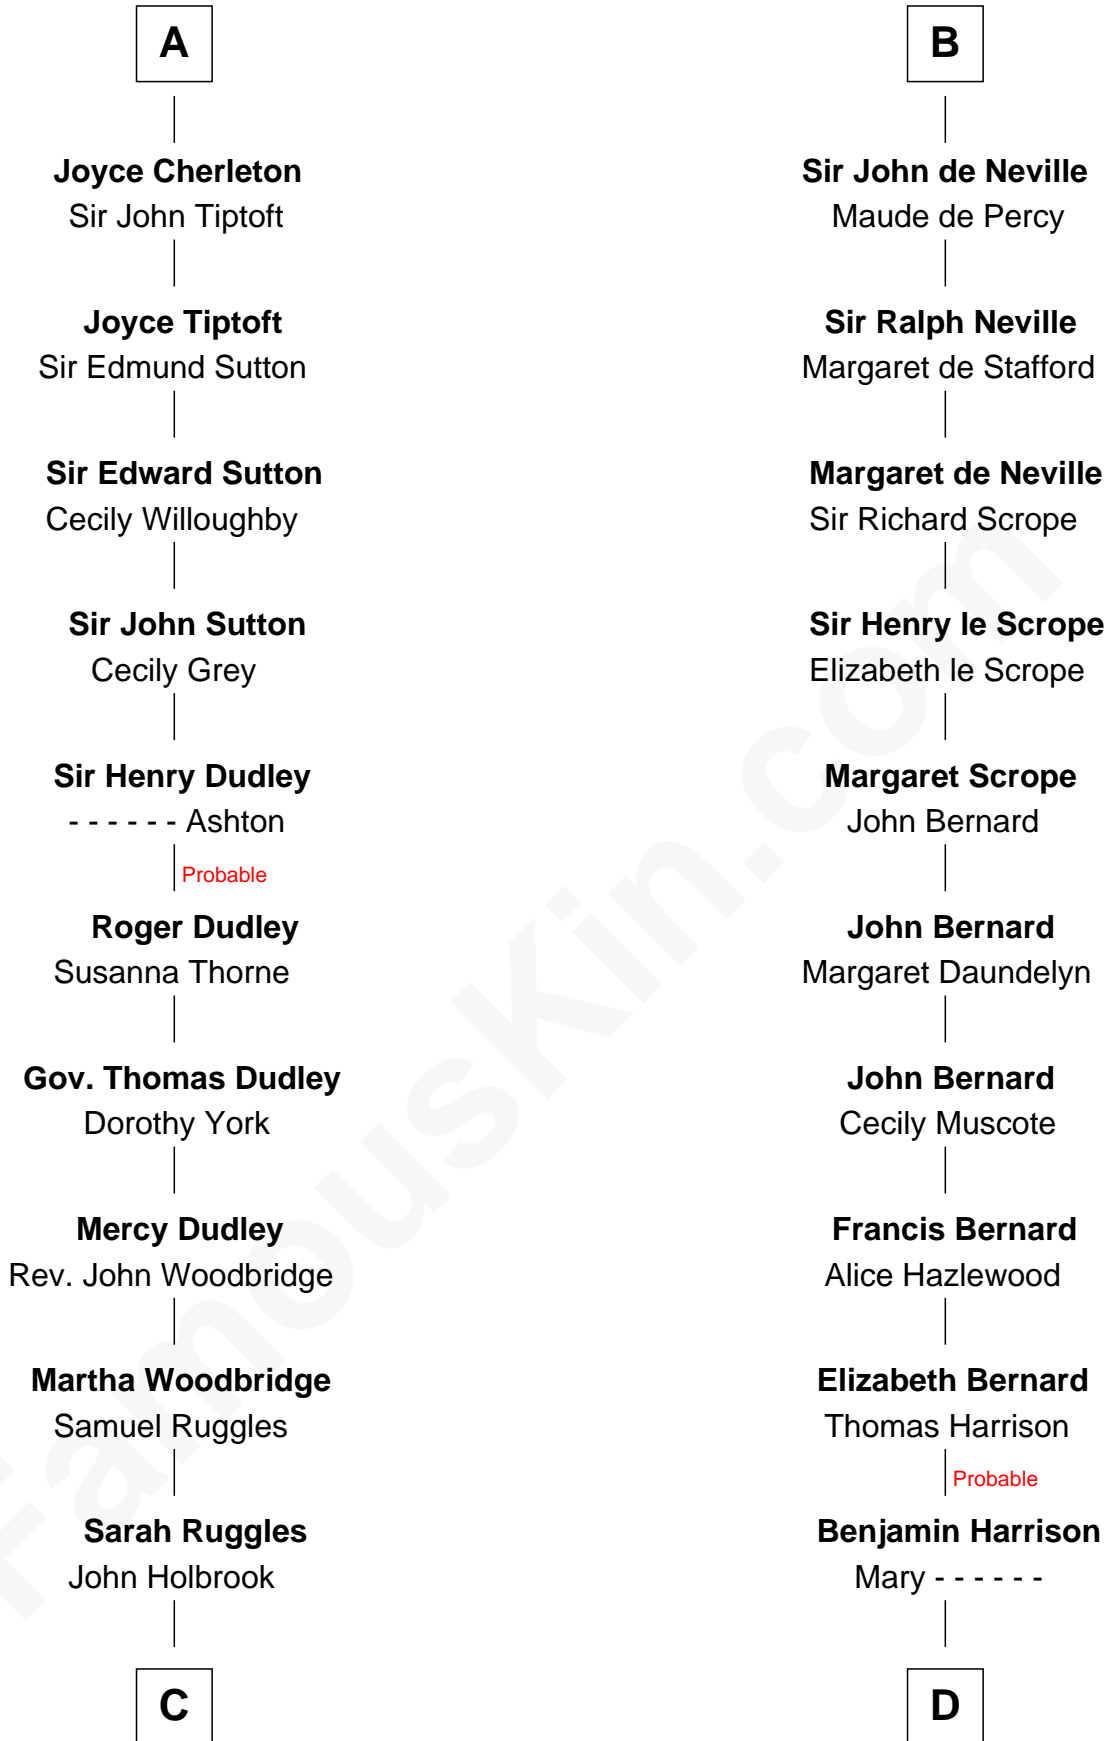 A
Joyce Cherleton
Sir John Tiptoft
Joyce Tiptoft
Sir Edmund Sutton
Sir Edward Sutton
Cecily Willoughby
Sir John Sutton
Cecily Grey
Sir Henry Dudley
- - - - - - Ashton
Probable
Roger Dudley
Susanna Thorne
Gov. Thomas Dudley
Dorothy York
Mercy Dudley
Rev. John Woodbridge
Martha Woodbridge
Samuel Ruggles
Sarah Ruggles
John Holbrook
C
B
Sir John de Neville
Maude de Percy
Sir Ralph Neville
Margaret de Stafford
Margaret de Neville
Sir Richard Scrope
Sir Henry le Scrope
Elizabeth le Scrope
Margaret Scrope
John Bernard
John Bernard
Margaret Daundelyn
John Bernard
Cecily Muscote
Francis Bernard
Alice Hazlewood
Elizabeth Bernard
Thomas Harrison
Probable
Benjamin Harrison
Mary - - - - - -
D
FamousKin.com